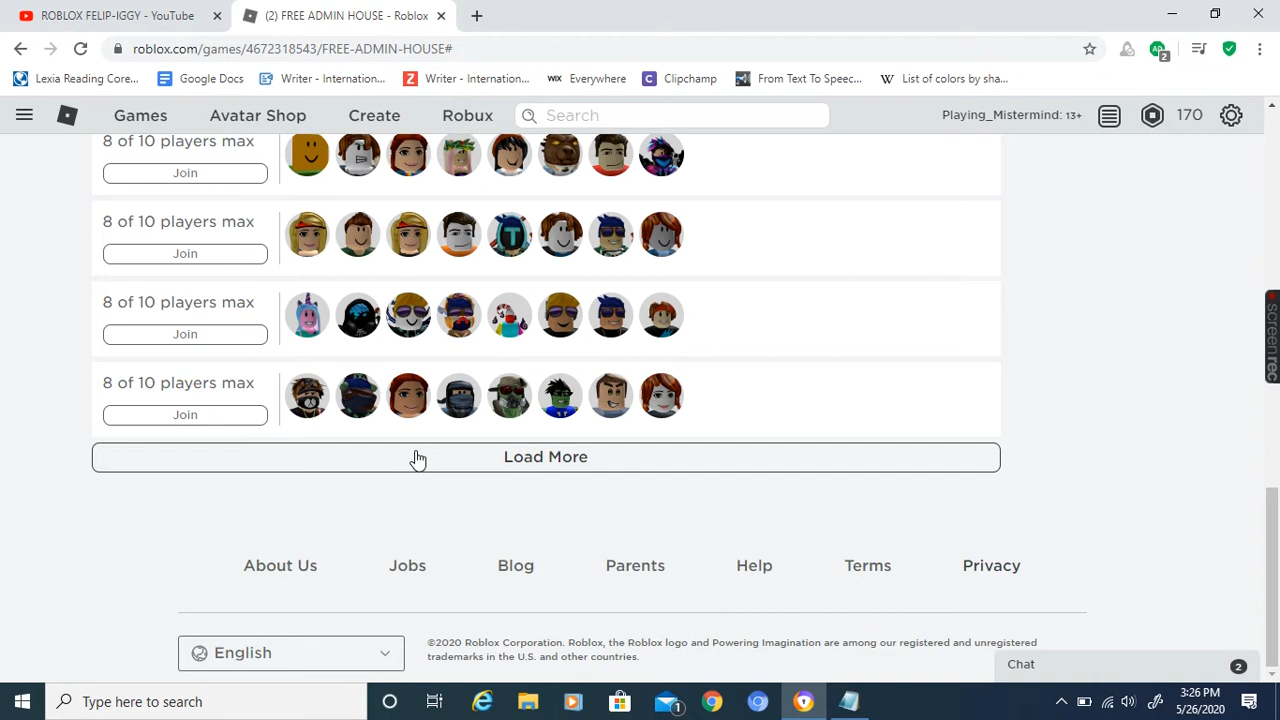 ROBLOX FELIP-IGGY - YouTube
(2) FREE ADMIN HOUSE - Roblox
roblox.com/games/4672318543/FREE-ADMIN-HOUSE#
AD
2
Lexia Reading Core...
Google Docs
Writer - Internation...
Z
Writer - Internation...
WIX
Everywhere
C
Clipchamp
From Text To Speec...
W
List of colors by sha...
Games
Avatar Shop
Create
Robux
Search
Playing_Mistermind: 13+
170
8 of 10 players max
Join
8 of 10 players max
Join
8 of 10 players max
Join
8 of 10 players max
Join
Load More
screenrec
About Us
Jobs
Blog
Parents
Help
Terms
Privacy
English
©2020 Roblox Corporation. Roblox, the Roblox logo and Powering Imagination are among our registered and unregistered
trademarks in the U.S. and other countries.
Chat
2
Type here to search
1
3:26 PM
5/26/2020